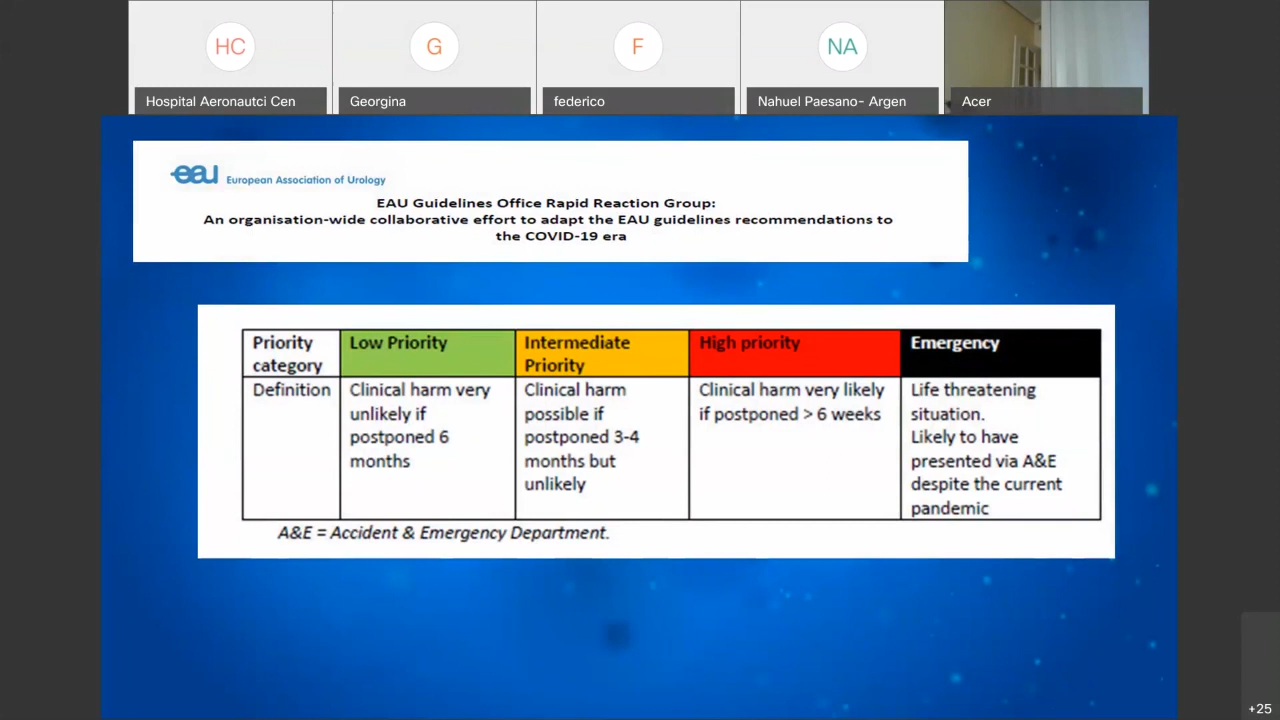 HC
G
F
NA
Hospital Aeronautci Cen
Georgina
federico
Nahuel Paesano- Argen
Acer
eau European Association of Urology
EAU Guidelines Office Rapid Reaction Group:
An organisation-wide collaborative effort to adapt the EAU guidelines recommendations to
the COVID-19 era
Priority
category
Low Priority
Intermediate
Priority
High priority
Emergency
Definition
Clinical harm very
unlikely if
postponed 6
months
Clinical harm
possible if
postponed 3-4
months but
unlikely
Clinical harm very likely
if postponed > 6 weeks
Life threatening
situation.
Likely to have
presented via A&E
despite the current
pandemic
A&E = Accident & Emergency Department.
+25